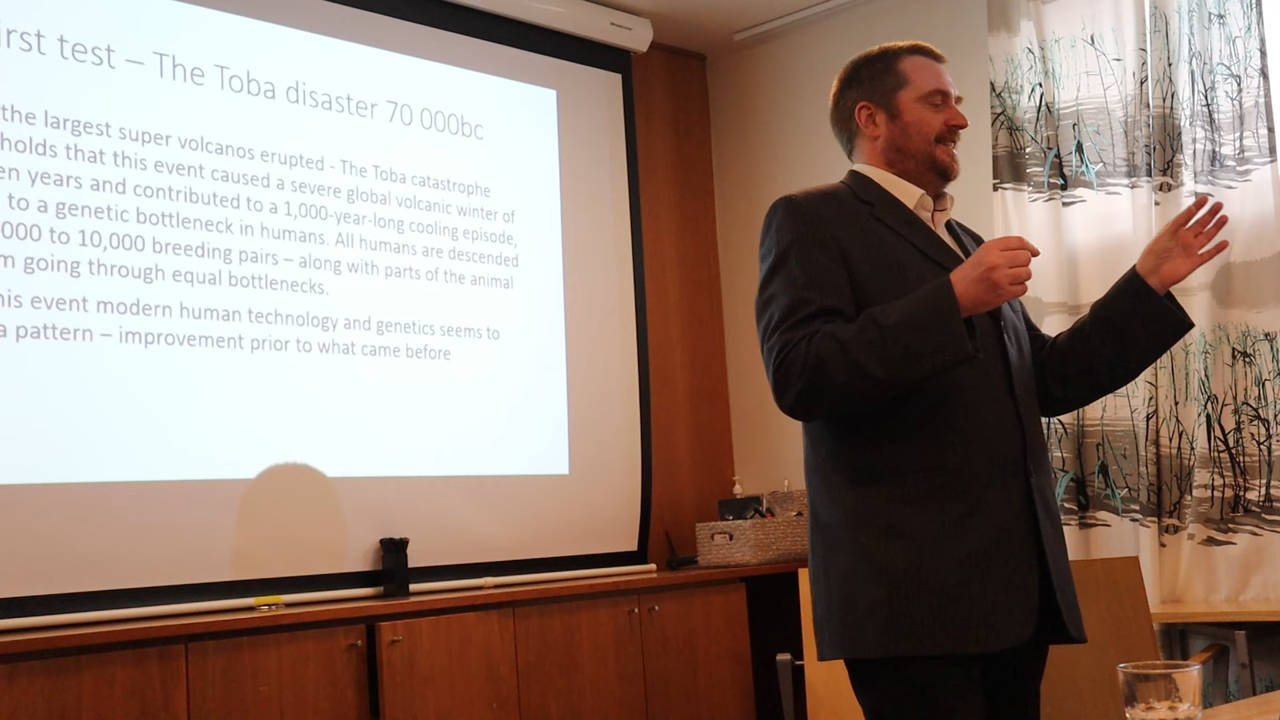 irst test – The Toba disaster 70 000bc
the largest super volcanos erupted - The Toba catastrophe
holds that this event caused a severe global volcanic winter of
en years and contributed to a 1,000-year-long cooling episode,
to a genetic bottleneck in humans. All humans are descended
000 to 10,000 breeding pairs – along with parts of the animal
m going through equal bottlenecks.
his event modern human technology and genetics seems to
a pattern – improvement prior to what came before